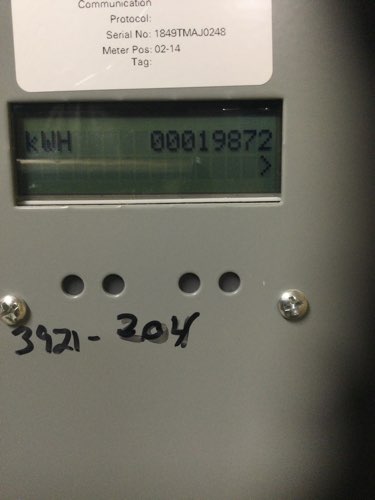 Communication
Protocol:
Serial No: 1849TMAJ0248
Meter Pos: 02-14
Tag:
kWH 00019872
>
3921-204